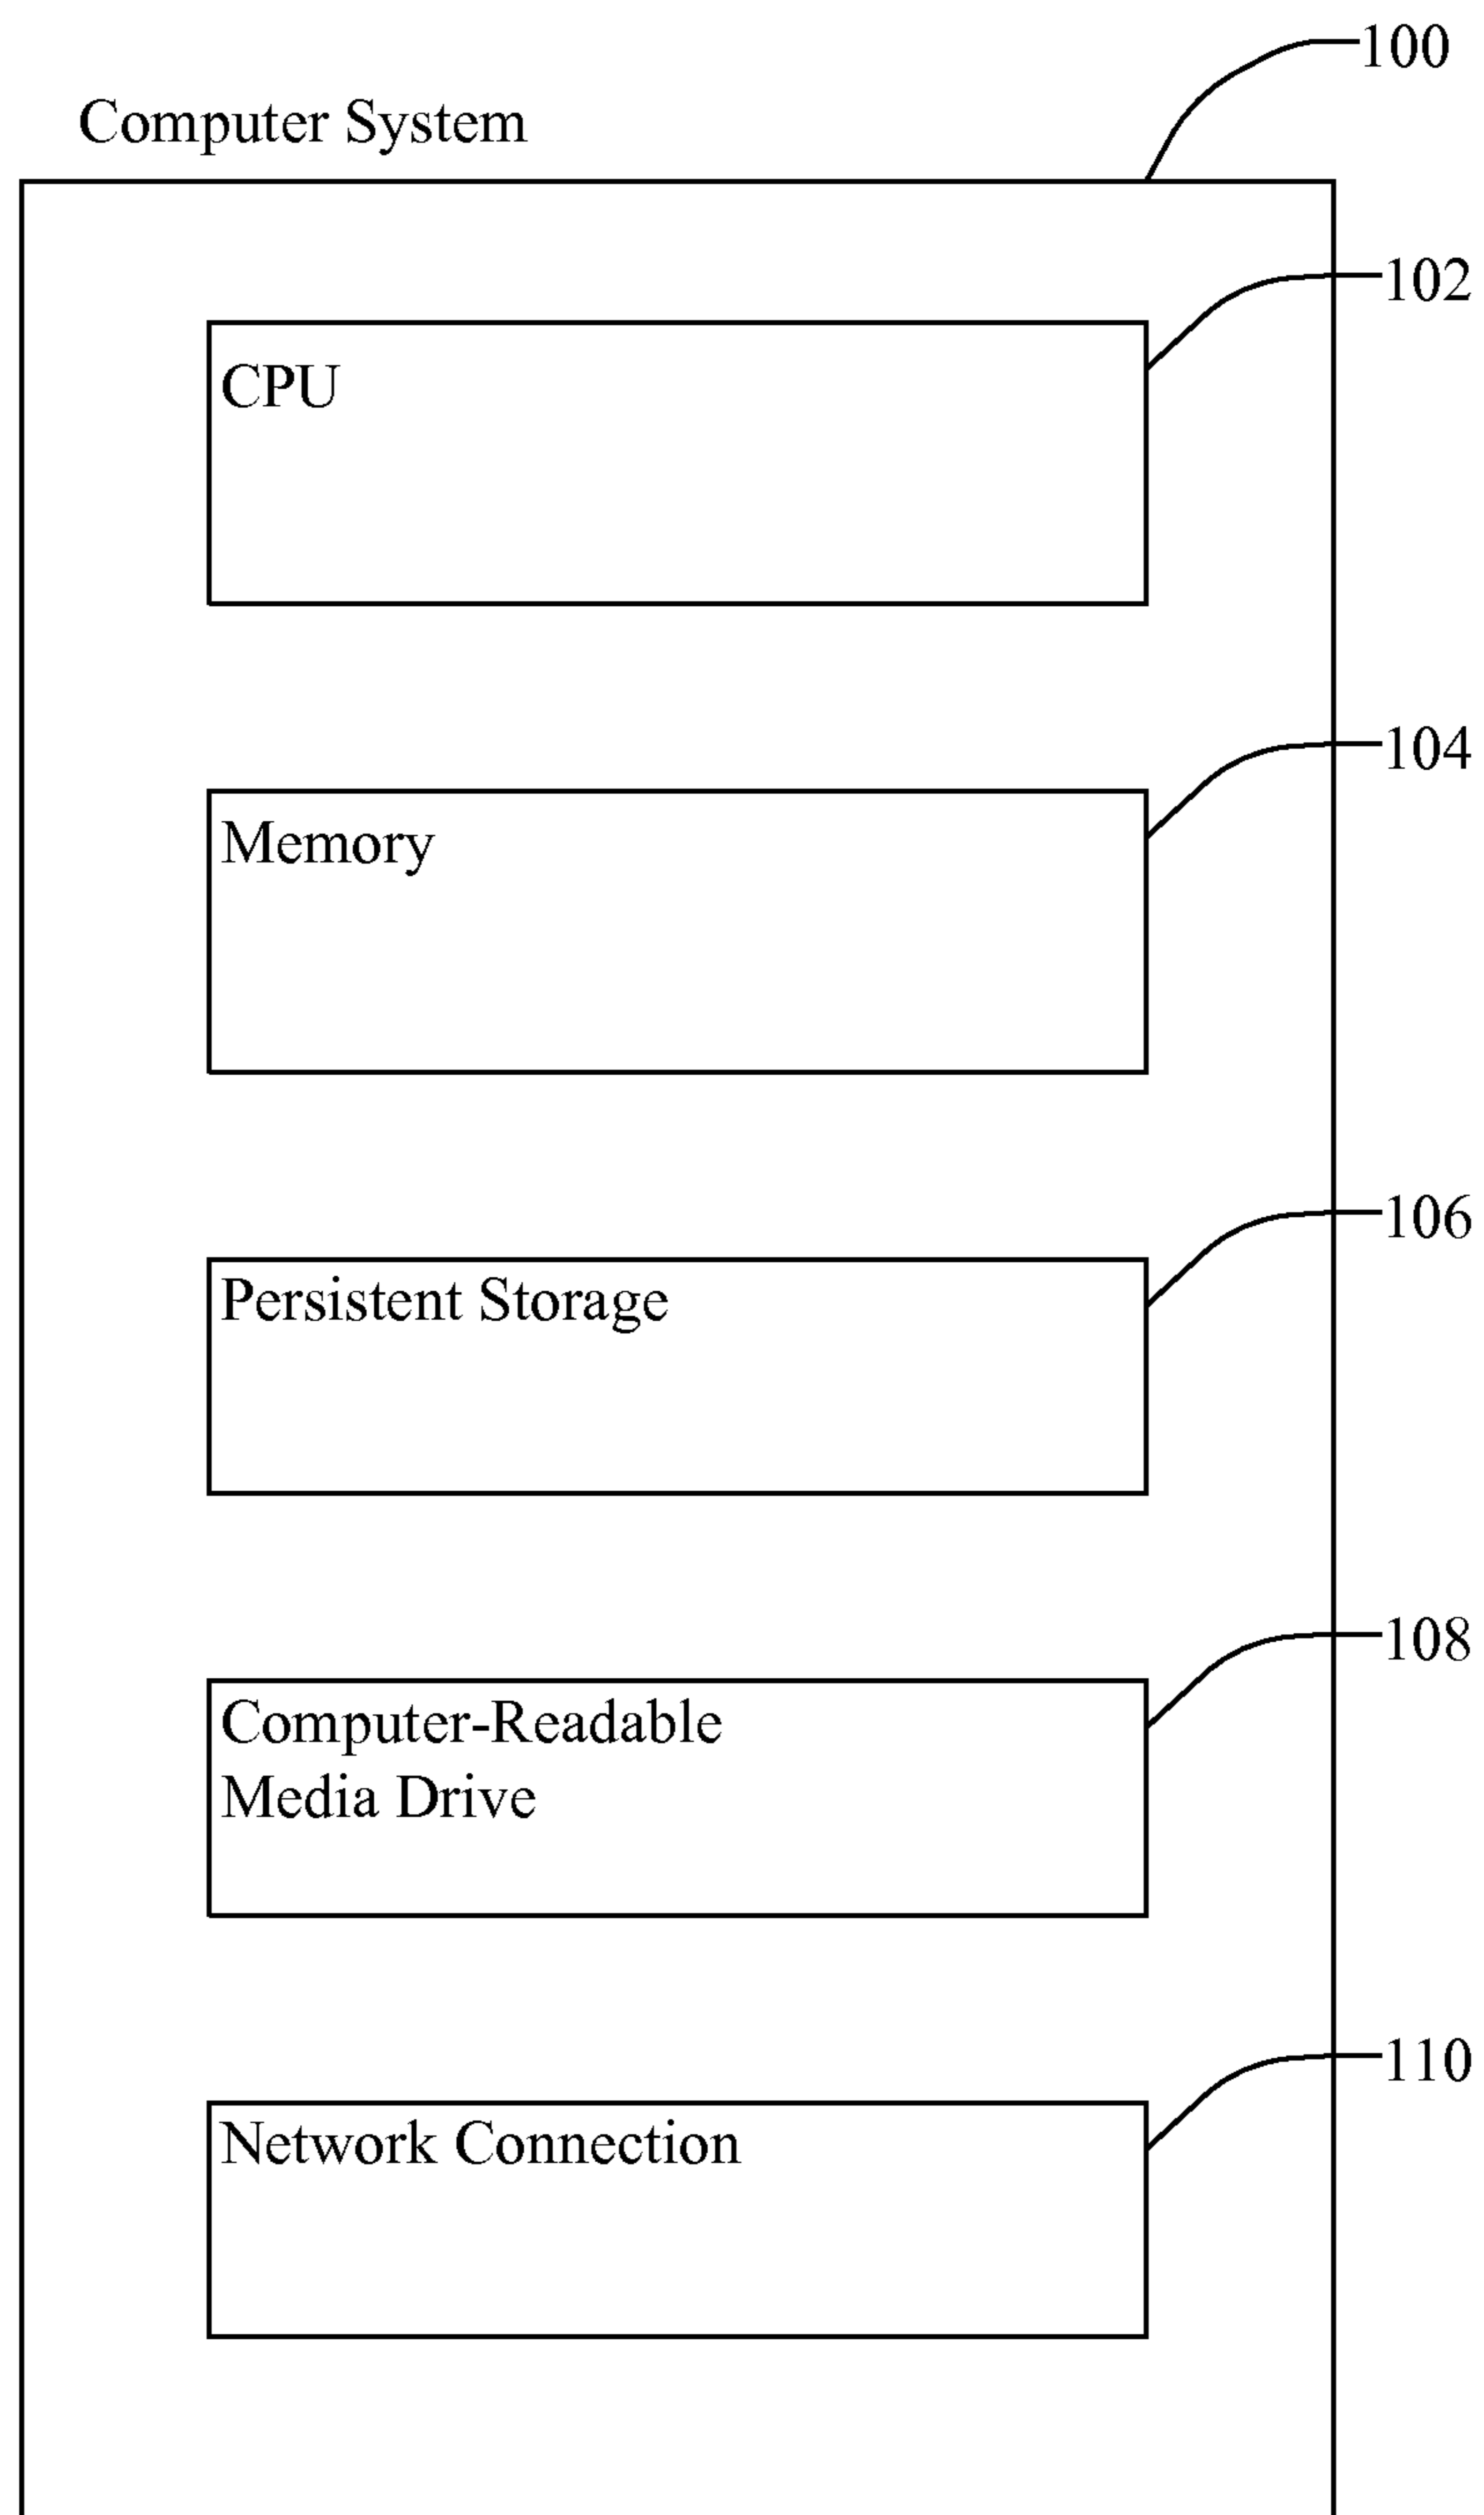 100
Computer System
102
CPU
104
Memory
106
Persistent Storage
108
Computer-Readable
Media Drive
110
Network Connection